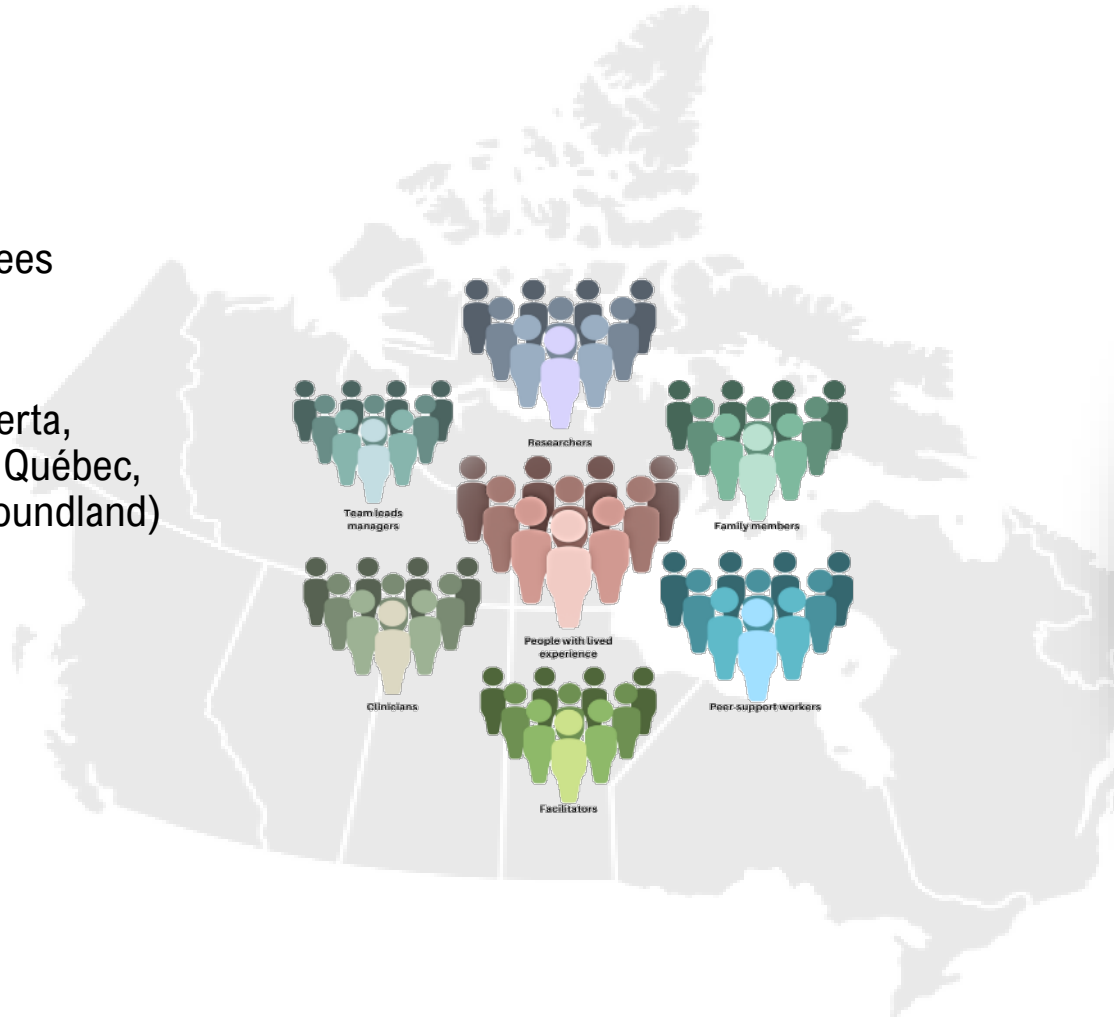 ees
erta,
Québec,
oundland)
Researchers
Team leads
managers
Family members
People with lived
experience
Clinicians
Peer-support workers
Facilitators